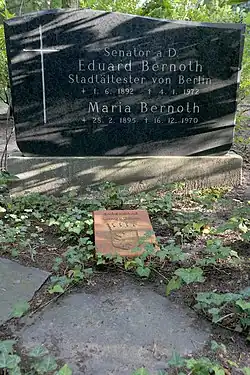 Senator a.D.
Eduard Bernoth
Stadtältester von Berlin
* 1. 6. 1892 † 4. 1. 1972
Maria Bernoth
* 28. 2. 1895 † 16. 12. 1970